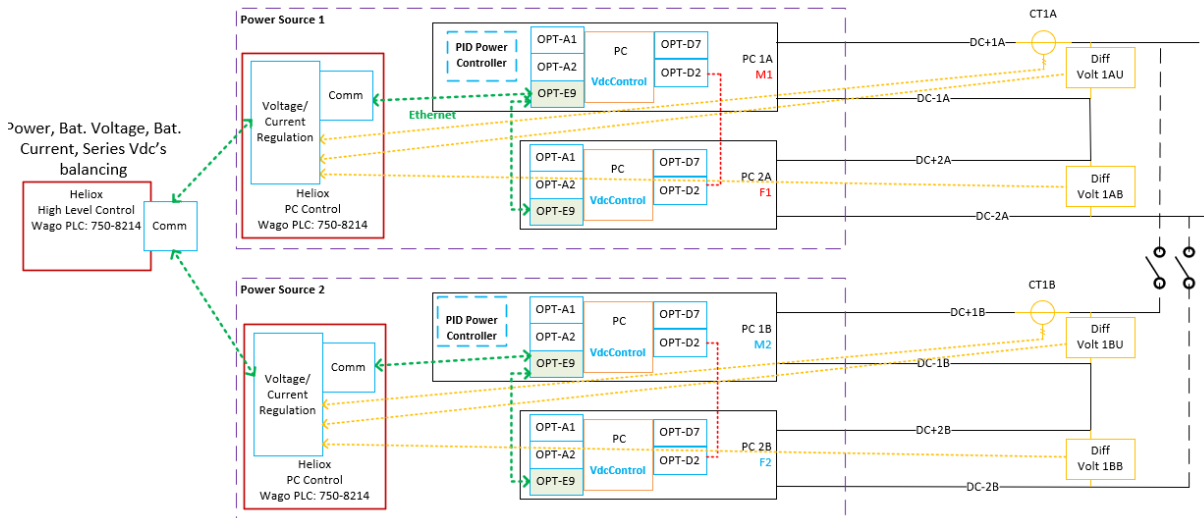 Power Source 1
PID Power
Controller
OPT-A1
OPT-A2
OPT-E9
PC
VdcControl
OPT-D7
OPT-D2
PC 1A
M1
DC+1A
CT1A
Diff
Volt 1AU
DC-1A
Voltage/
Current
Regulation
Comm
Ethernet
Heliox
PC Control
Wago PLC: 750-8214
OPT-A1
OPT-A2
OPT-E9
PC
VdcControl
OPT-D7
OPT-D2
PC 2A
F1
DC+2A
Diff
Volt 1AB
DC-2A
Power, Bat. Voltage, Bat.
Current, Series Vdc's
balancing
Heliox
High Level Control
Wago PLC: 750-8214
Comm
Power Source 2
PID Power
Controller
OPT-A1
OPT-A2
OPT-E9
PC
VdcControl
OPT-D7
OPT-D2
PC 1B
M2
DC+1B
CT1B
Diff
Volt 1BU
DC-1B
Voltage/
Current
Regulation
Comm
Heliox
PC Control
Wago PLC: 750-8214
OPT-A1
OPT-A2
OPT-E9
PC
VdcControl
OPT-D7
OPT-D2
PC 2B
F2
DC+2B
Diff
Volt 1BB
DC-2B